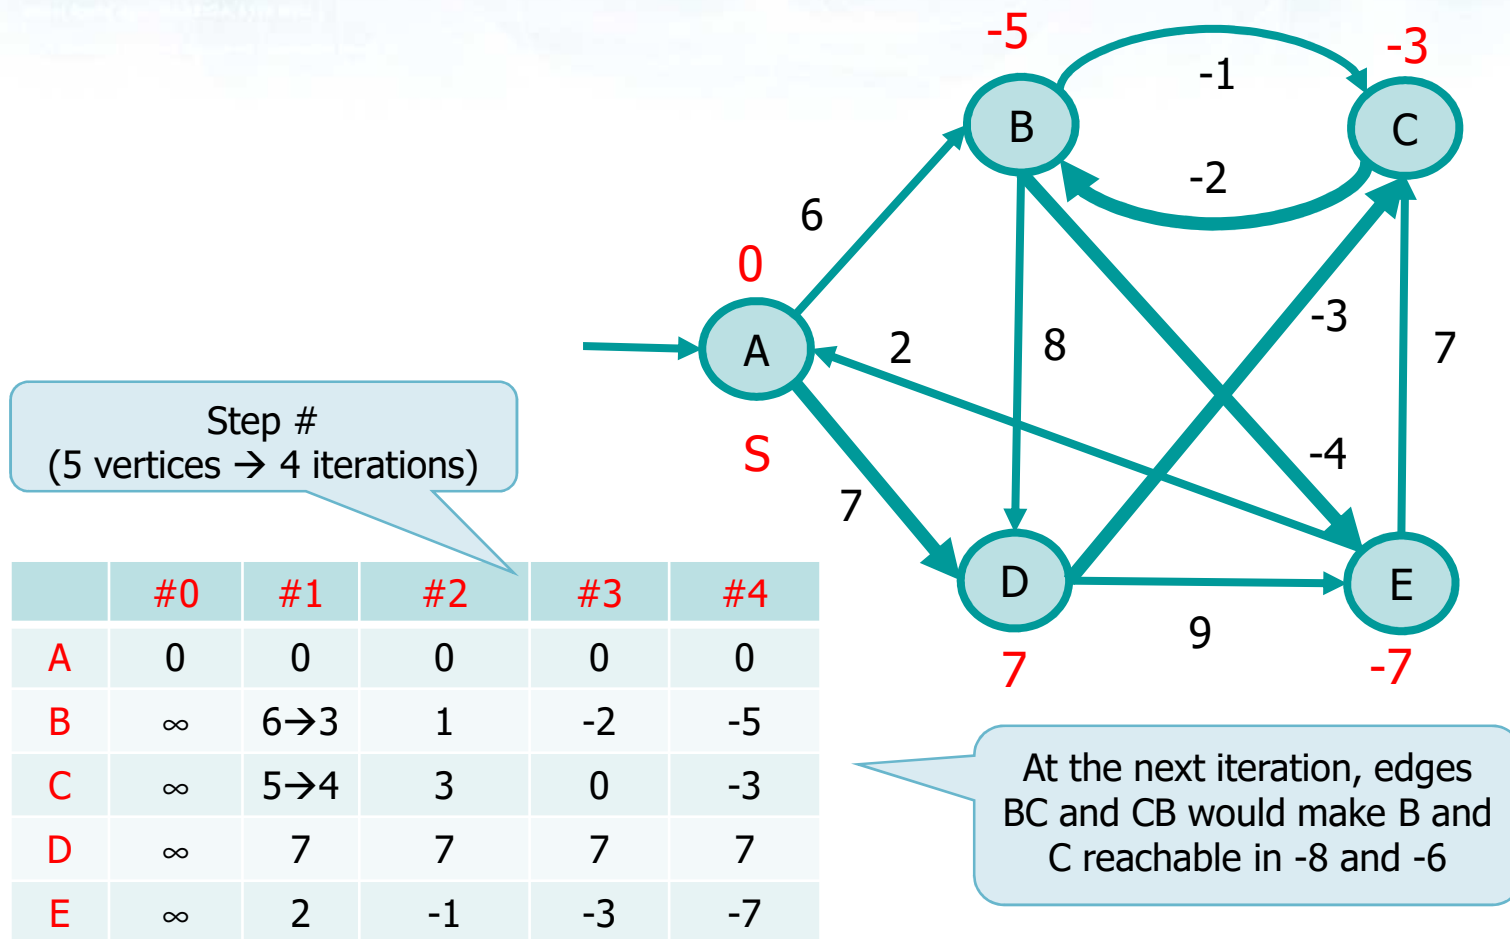 -5
-3
-1
B
C
-2
6
0
-3
A
2
8
7
Step #
(5 vertices → 4 iterations)
S
-4
7
D
E
9
7
-7
#0 #1 #2 #3 #4
A 0 0 0 0 0
B ∞ 6→3 1 -2 -5
C ∞ 5→4 3 0 -3
D ∞ 7 7 7 7
E ∞ 2 -1 -3 -7
At the next iteration, edges
BC and CB would make B and
C reachable in -8 and -6